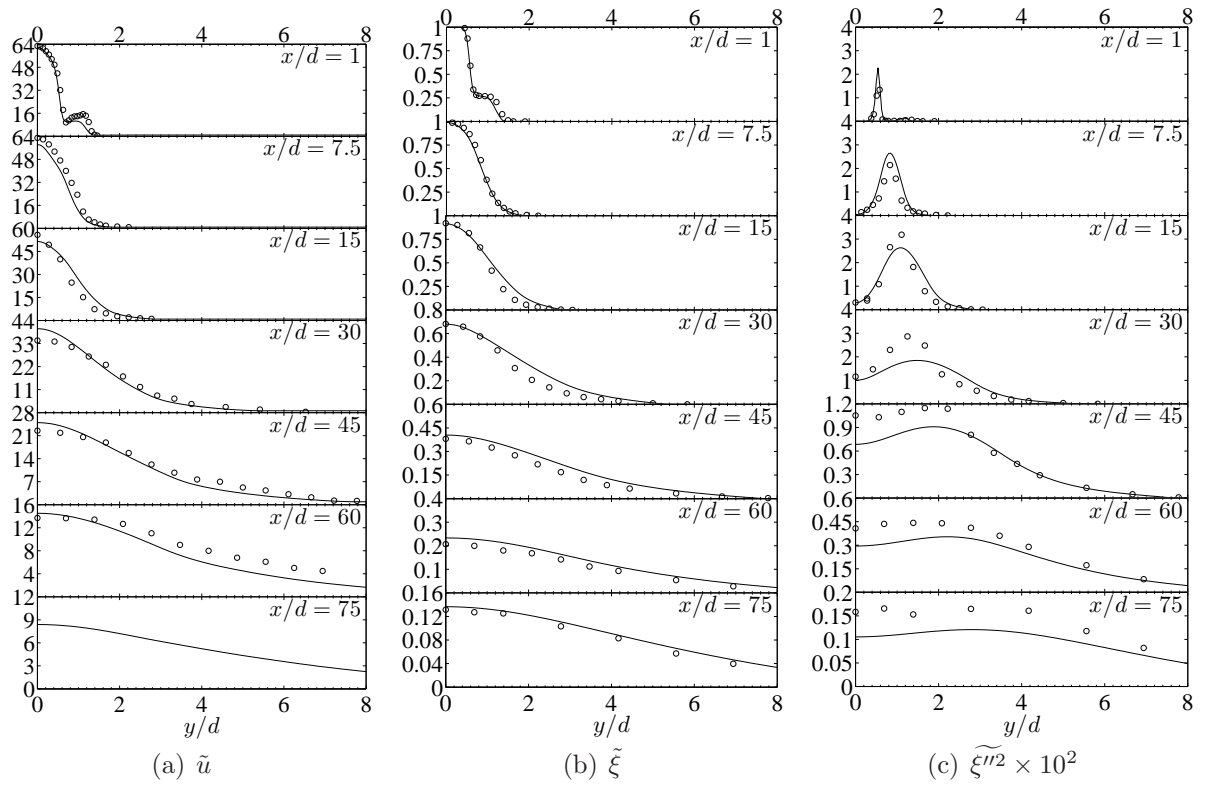 0 2 4 6 8
64 48 32 16
x/d = 1
64 48 32 16
x/d = 7.5
60 45 30 15
x/d = 15
44 33 22 11
x/d = 30
28 21 14 7
x/d = 45
16
16 12 8 4
x/d = 60
12 9 6 3 0
x/d = 75
0 2 4 6 8
y/d
(a) ũ
0 2 4 6 8
1 0.75 0.5 0.25
x/d = 1
1 0.75 0.5 0.25
x/d = 7.5
1 0.75 0.5 0.25
x/d = 15
0.8 0.6 0.4 0.2
x/d = 30
0.6 0.45 0.3 0.15
x/d = 45
0.4 0.3 0.2 0.1
x/d = 60
0.16 0.12 0.08 0.04 0
x/d = 75
0 2 4 6 8
y/d
(b) ξ̃
0 2 4 6 8
4 3 2 1
x/d = 1
4 3 2 1
x/d = 7.5
4 3 2 1
x/d = 15
4 3 2 1
x/d = 30
1.2 0.9 0.6 0.3
x/d = 45
0.6 0.45 0.3 0.15
x/d = 60
0.2 0.15 0.1 0.05 0
x/d = 75
0 2 4 6 8
y/d
(c) ξ″²~ × 10²